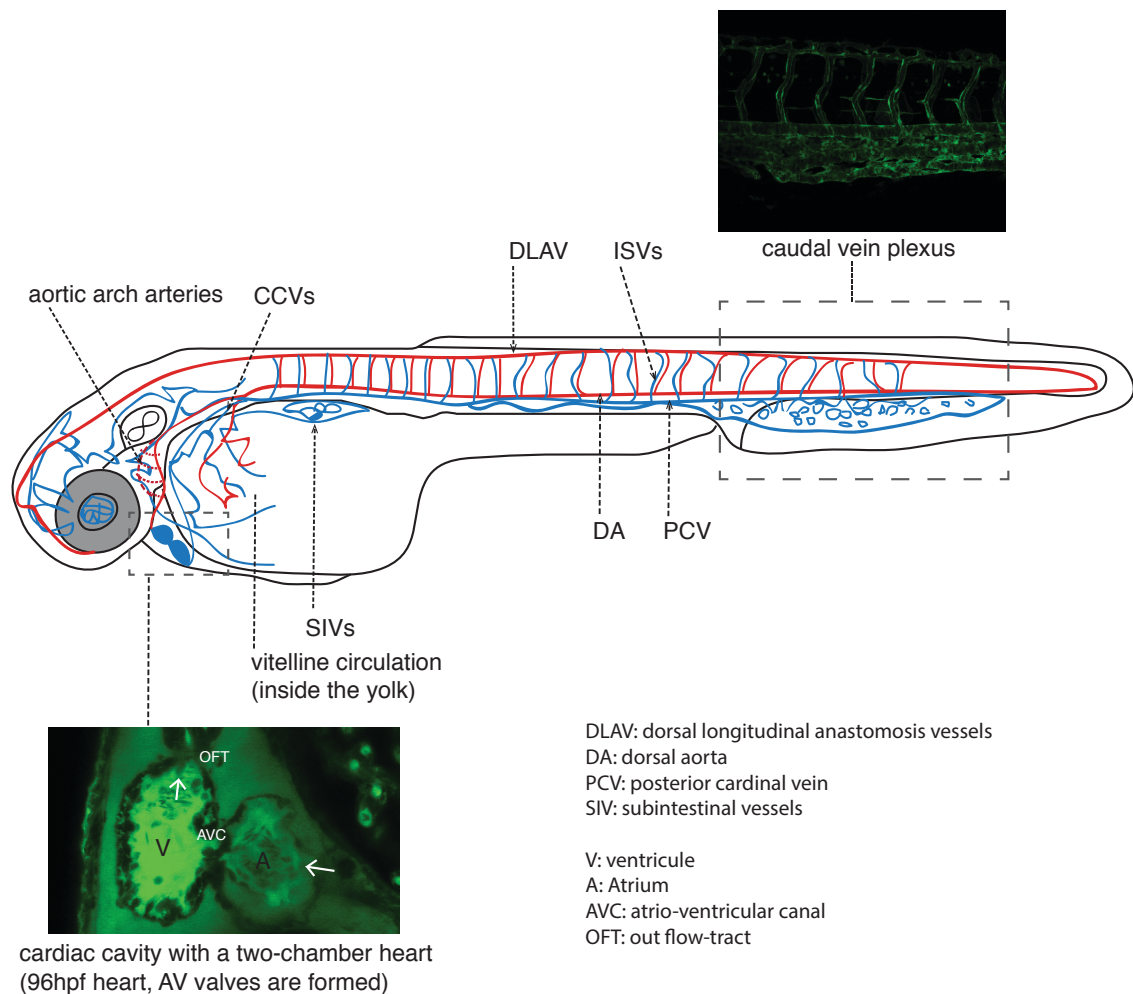 caudal vein plexus
DLAV
ISVs
aortic arch arteries
CCVs
DA
PCV
SIVs
vitelline circulation
(inside the yolk)
OFT
AVC
V
A
cardiac cavity with a two-chamber heart
(96hpf heart, AV valves are formed)
DLAV: dorsal longitudinal anastomosis vessels
DA: dorsal aorta
PCV: posterior cardinal vein
SIV: subintestinal vessels
V: ventricule
A: Atrium
AVC: atrio-ventricular canal
OFT: out flow-tract